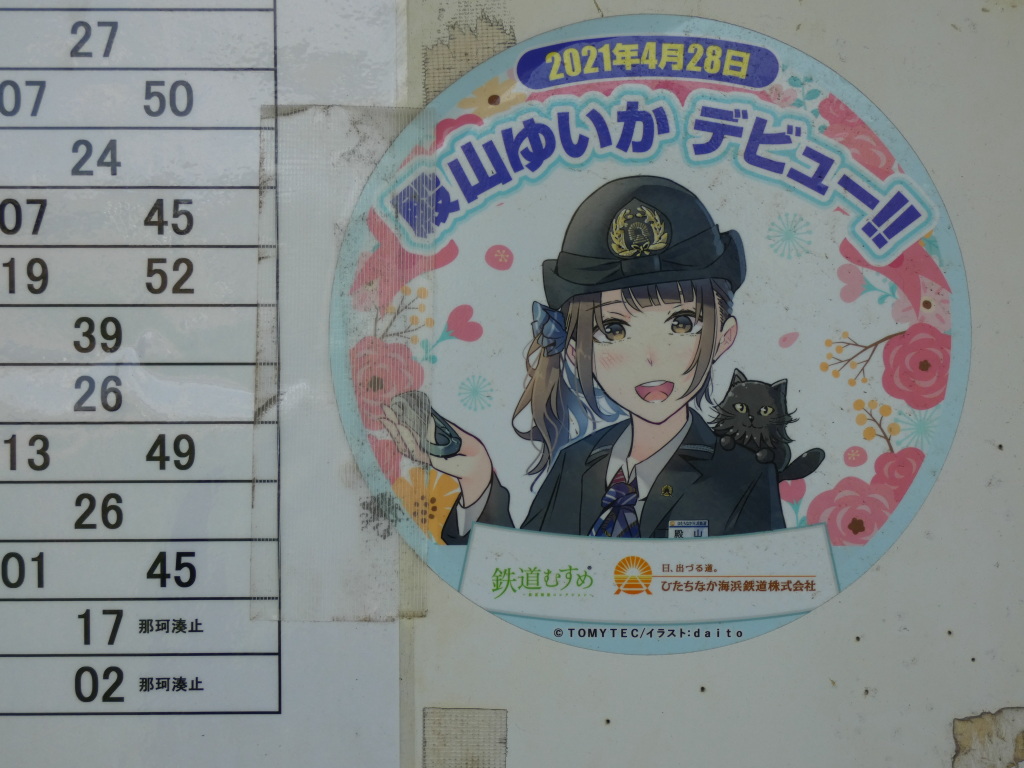 27
07 50
24
07 45
19 52
39
26
13 49
26
01 45
17 那珂湊止
02 那珂湊止
2021年4月28日
殿山ゆいか デビュー!!
殿 山
鉄道むすめ
日、出づる道。
ひたちなか海浜鉄道株式会社
© TOMYTEC/イラスト:daito